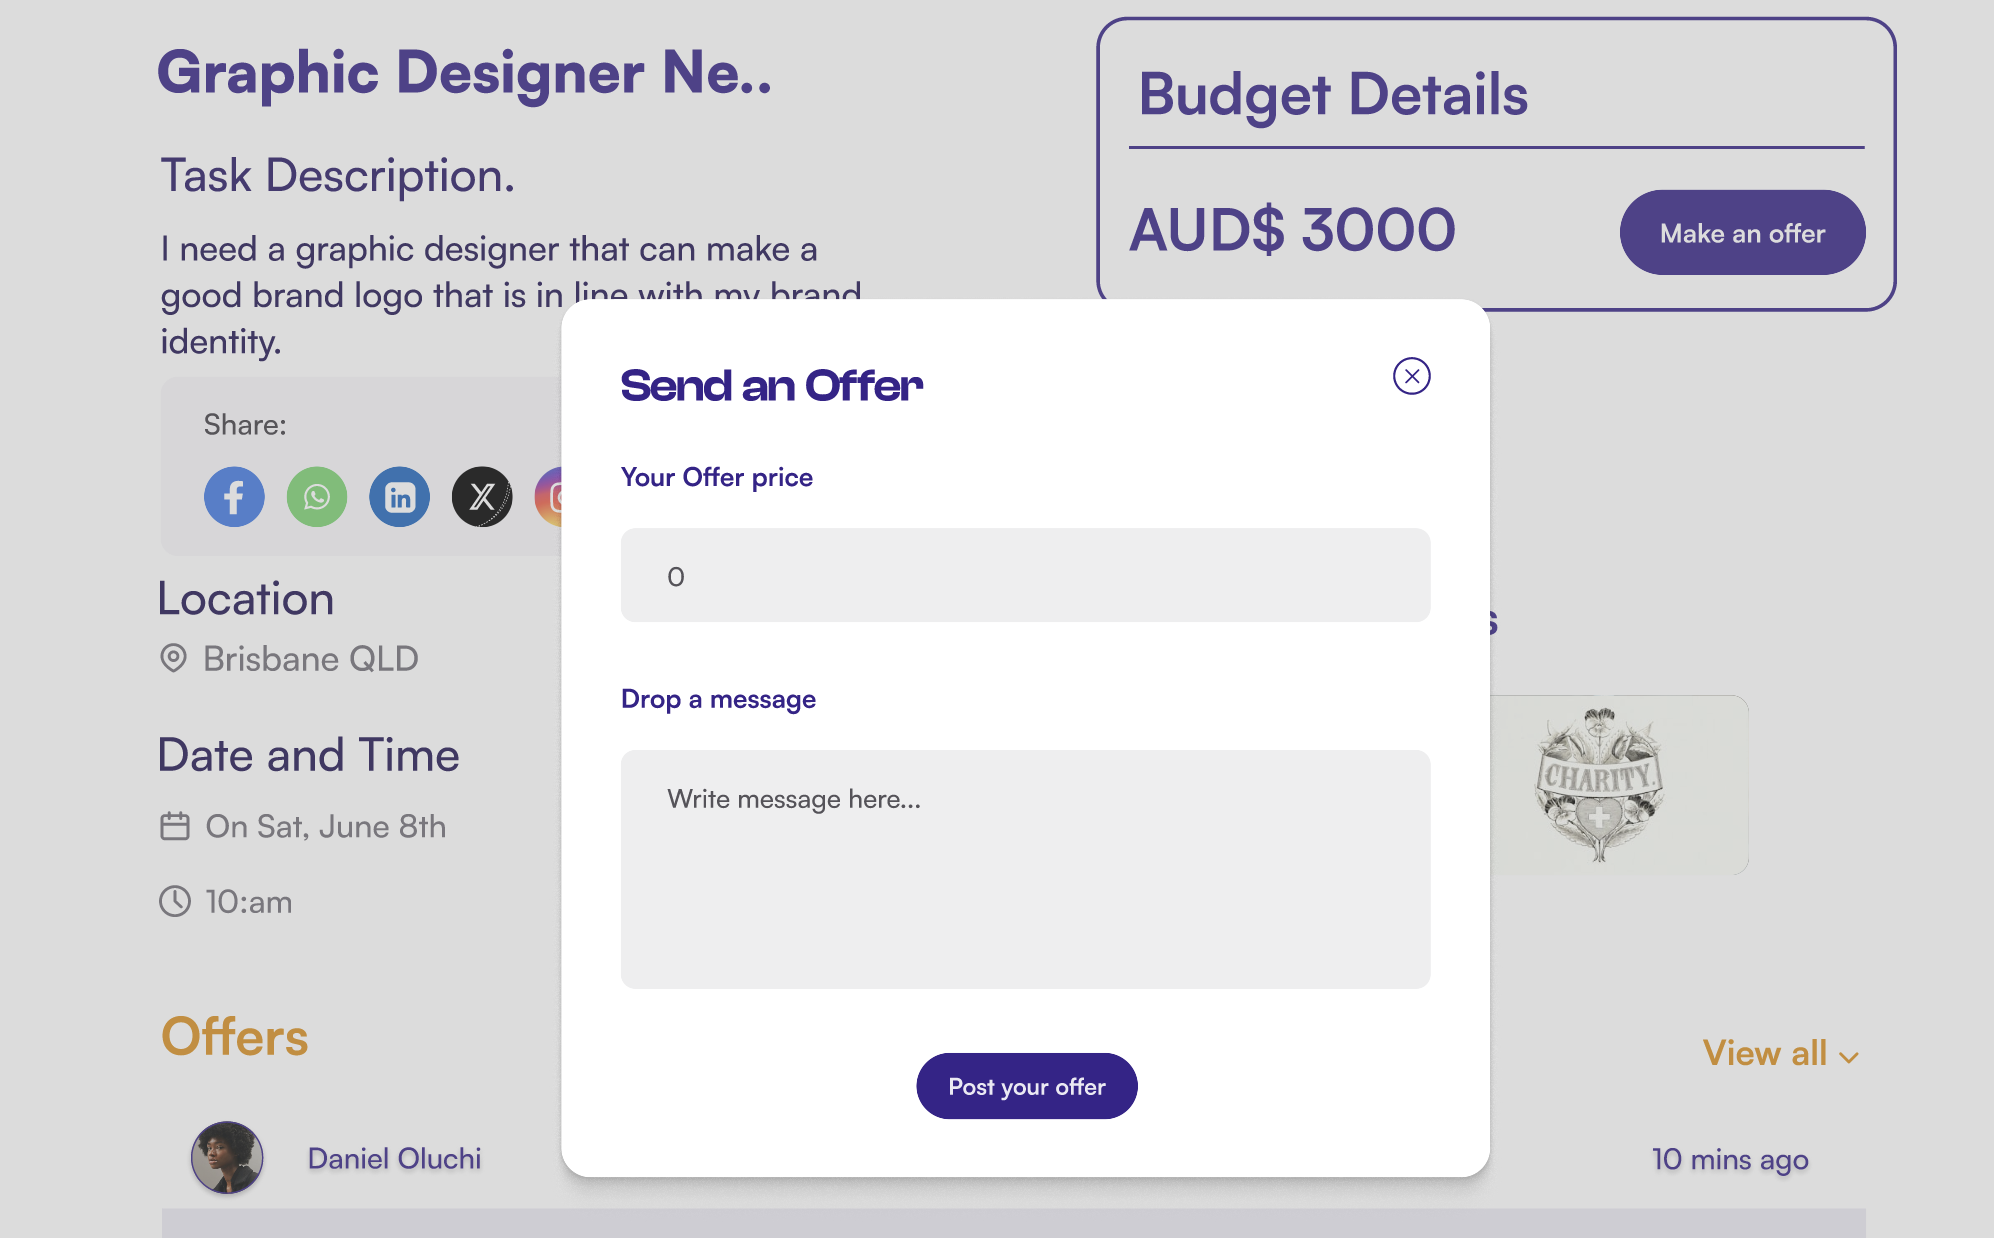 Graphic Designer Ne..
Task Description.
I need a graphic designer that can make a
good brand logo that is in line with my brand
identity.
Share:
Location
Brisbane QLD
Date and Time
On Sat, June 8th
10:am
Budget Details
AUD$ 3000
Make an offer
Send an Offer
Your Offer price
0
Drop a message
Write message here...
Post your offer
s
CHARITY.
Offers
View all
Daniel Oluchi
10 mins ago